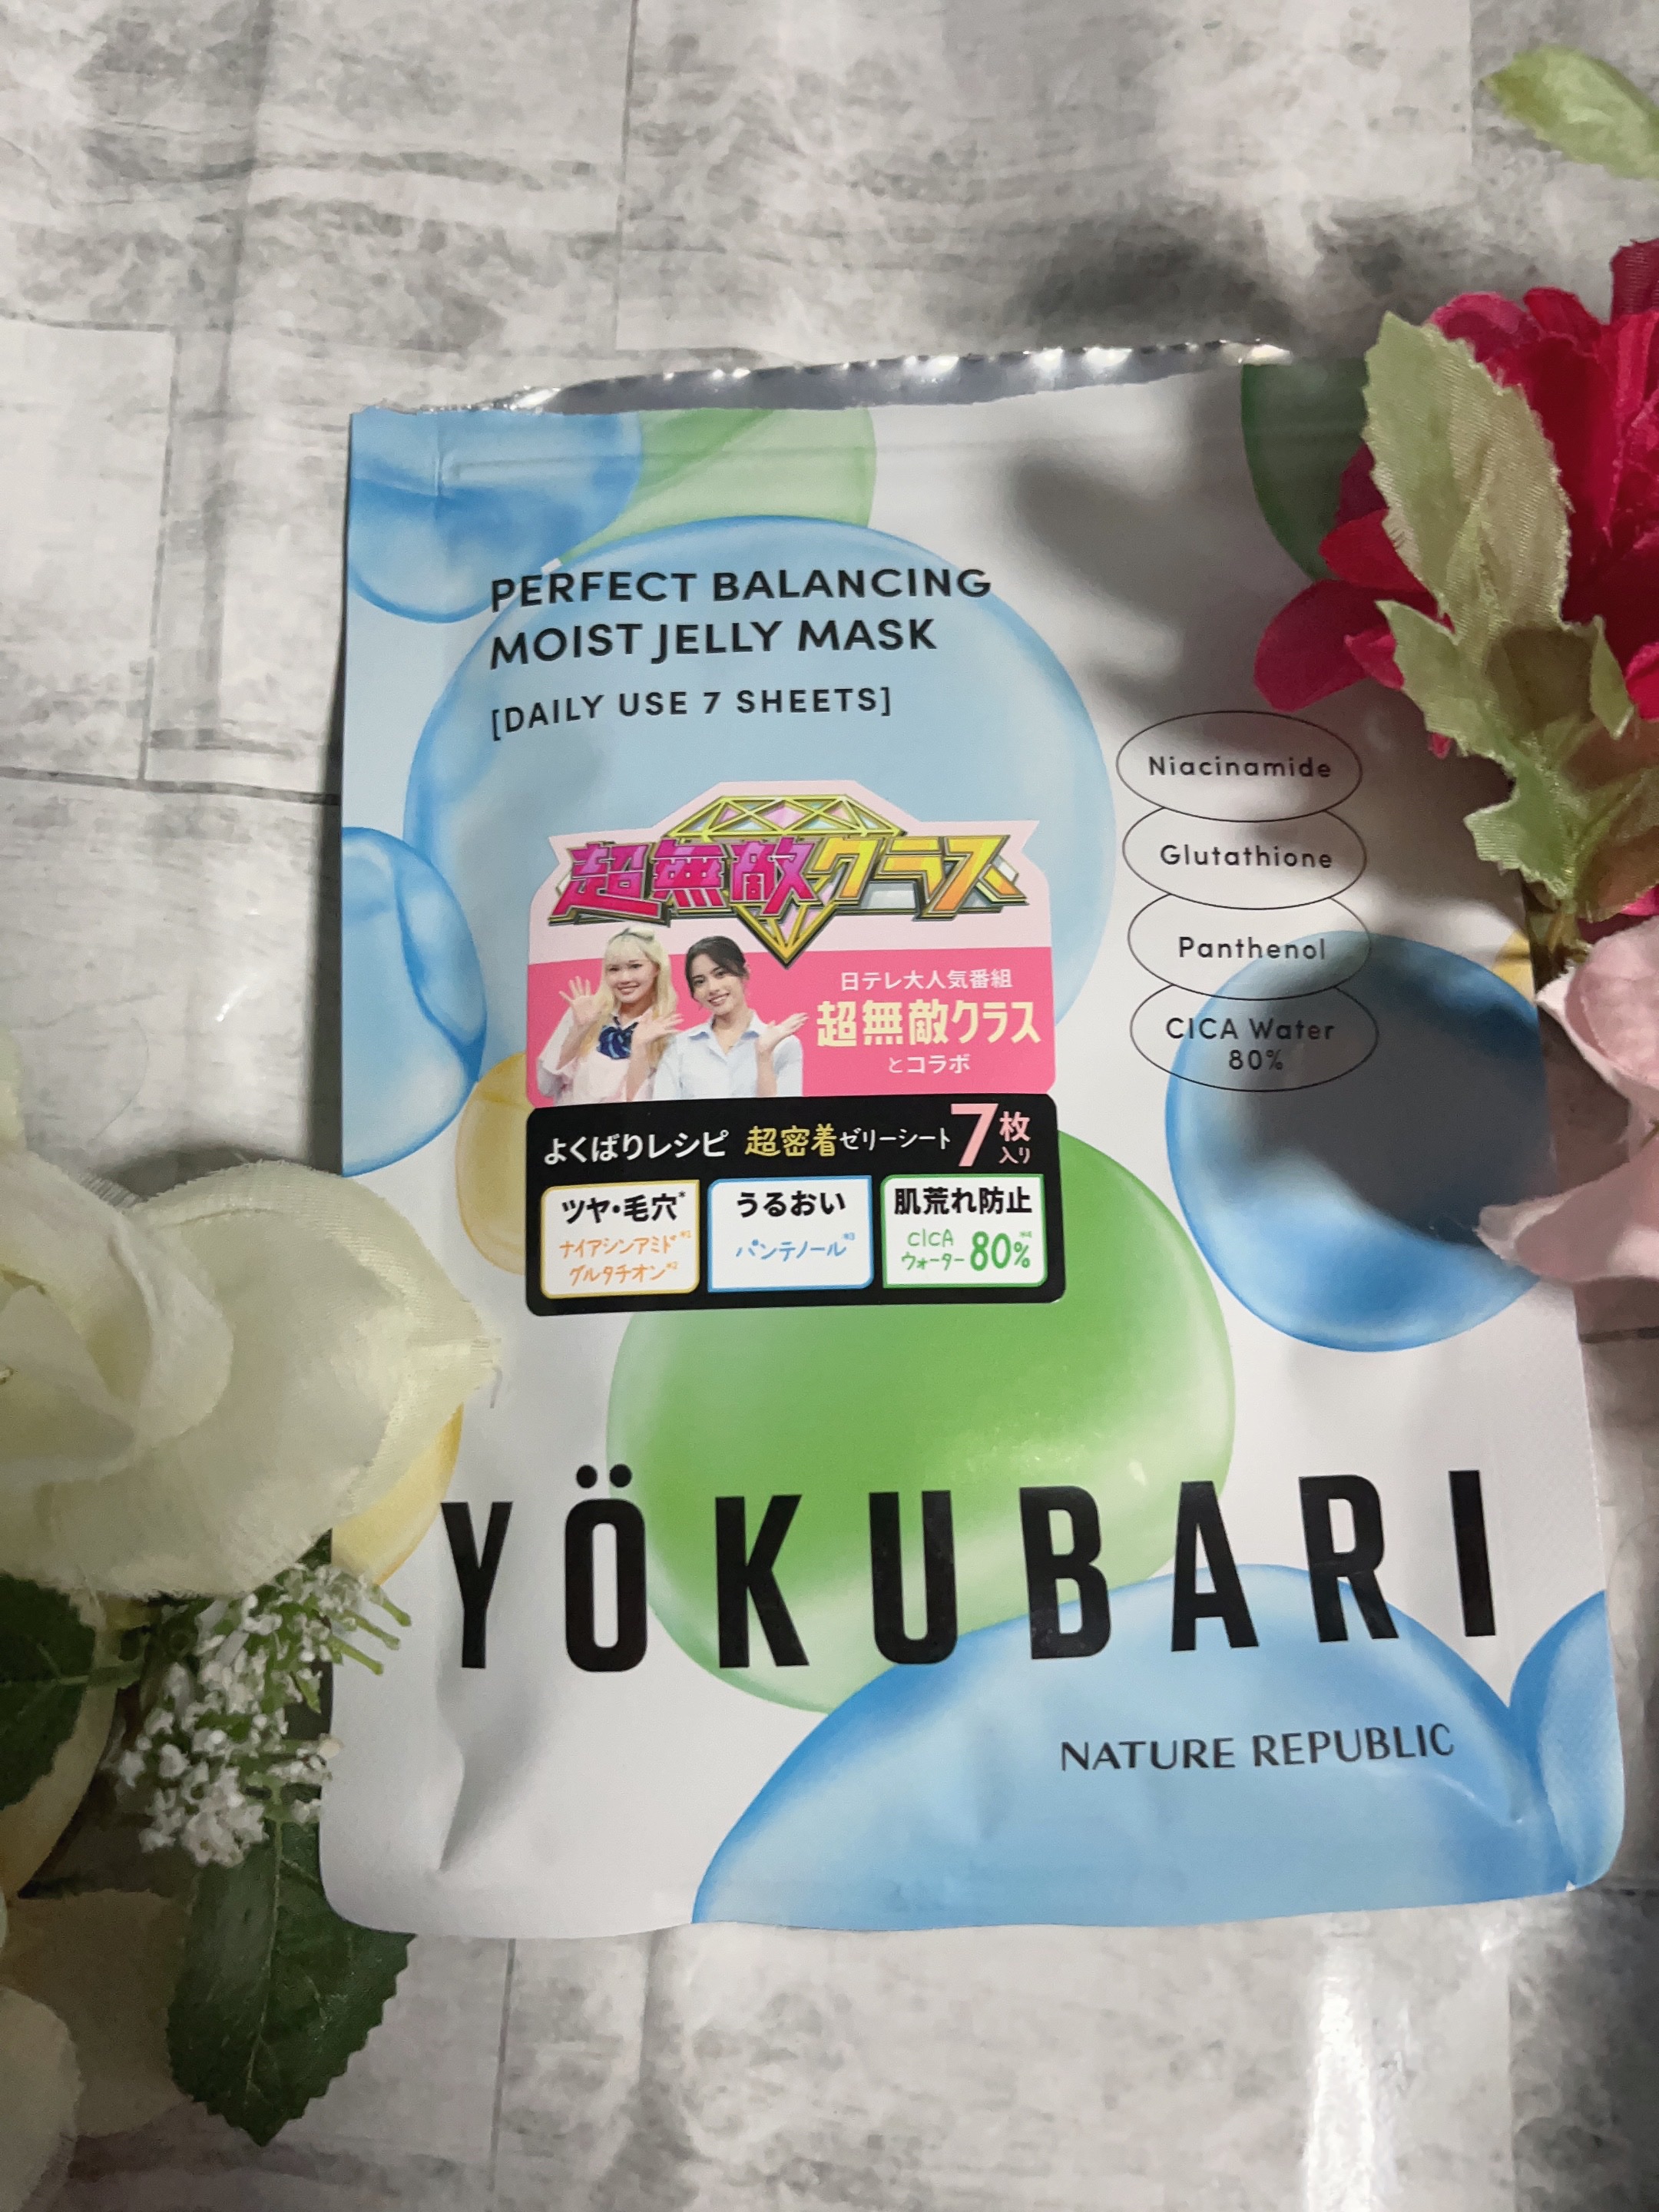 PERFECT BALANCING
MOIST JELLY MASK
[DAILY USE 7 SHEETS]
Niacinamide
Glutathione
Panthenol
CICA Water
80%
超無敵クラス
日テレ大人気番組
超無敵クラス
とコラボ
よくばりレシピ 超密着ゼリーシート 7枚入り
ツヤ・毛穴*
ナイアシンアミド*1
グルタチオン*2
うるおい
パンテノール*3
肌荒れ防止
CICA
ウォーター 80%*4
YÖKUBARI
NATURE REPUBLIC